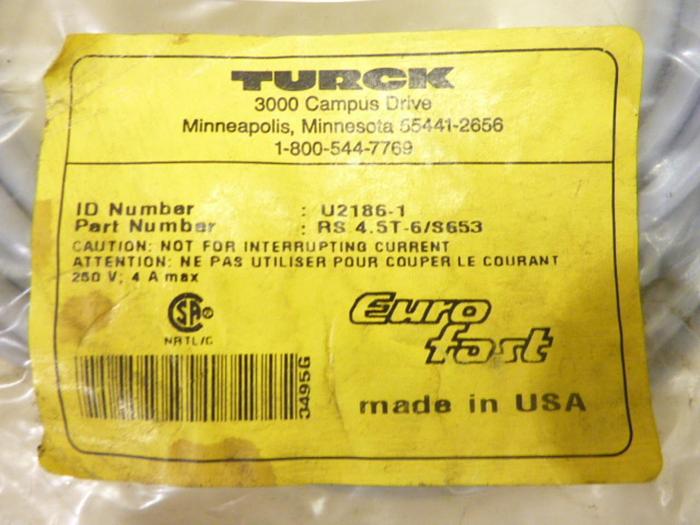 TURCK
3000 Campus Drive
Minneapolis, Minnesota 55441-2656
1-800-544-7769
ID Number : U2186-1
Part Number : RS 4.5T-6/S653
CAUTION: NOT FOR INTERRUPTING CURRENT
ATTENTION: NE PAS UTILISER POUR COUPER LE COURANT
250 V; 4 A max
CSA ®
NRTL/C
Euro
fast
3495G
made in USA